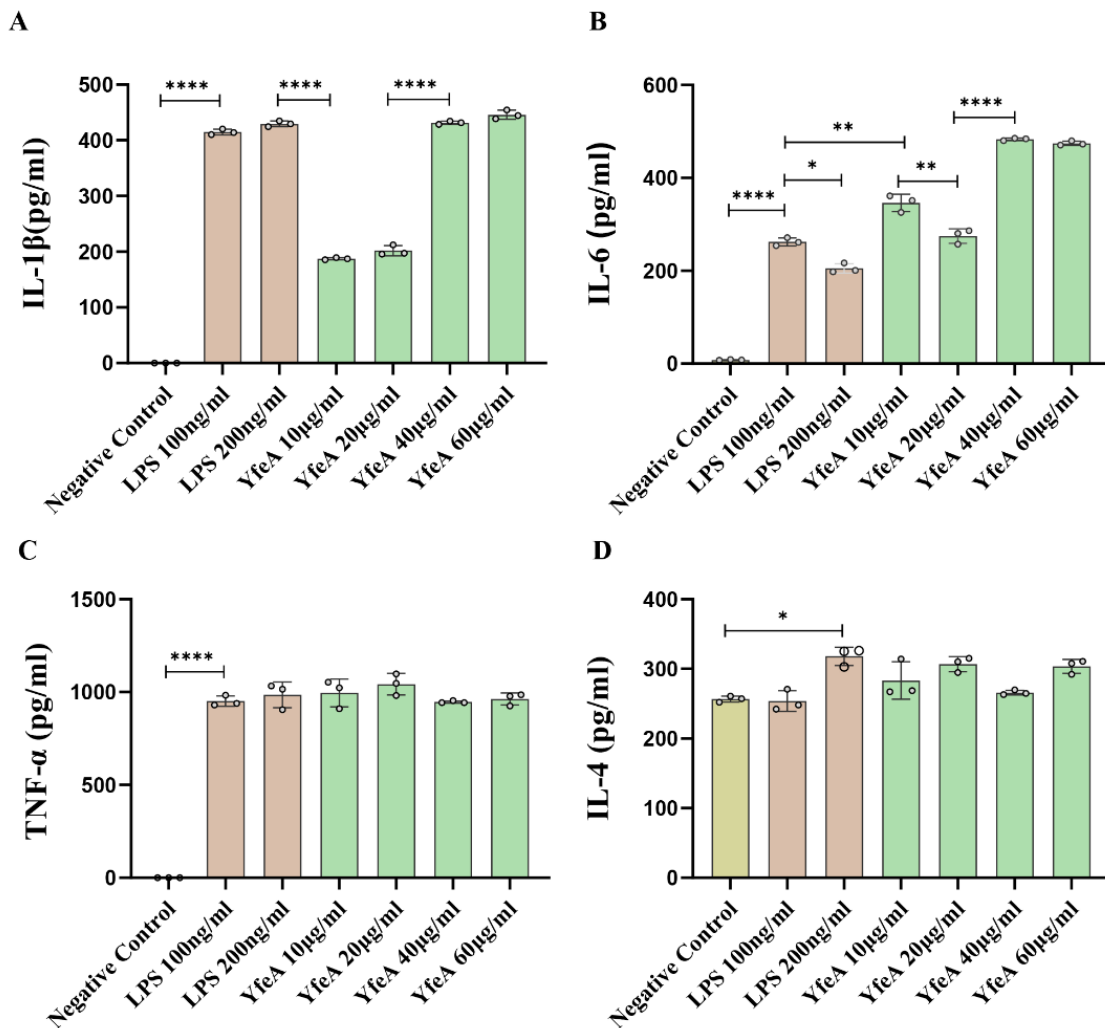 A
IL-1β(pg/ml)
500
400
300
200
100
0
****
****
****
Negative Control
LPS 100ng/ml
LPS 200ng/ml
YfeA 10μg/ml
YfeA 20μg/ml
YfeA 40μg/ml
YfeA 60μg/ml
B
IL-6 (pg/ml)
600
400
200
0
****
*
**
**
****
Negative Control
LPS 100ng/ml
LPS 200ng/ml
YfeA 10μg/ml
YfeA 20μg/ml
YfeA 40μg/ml
YfeA 60μg/ml
C
TNF-α (pg/ml)
1500
1000
500
0
****
Negative Control
LPS 100ng/ml
LPS 200ng/ml
YfeA 10μg/ml
YfeA 20μg/ml
YfeA 40μg/ml
YfeA 60μg/ml
D
IL-4 (pg/ml)
400
300
200
100
0
*
Negative Control
LPS 100ng/ml
LPS 200ng/ml
YfeA 10μg/ml
YfeA 20μg/ml
YfeA 40μg/ml
YfeA 60μg/ml